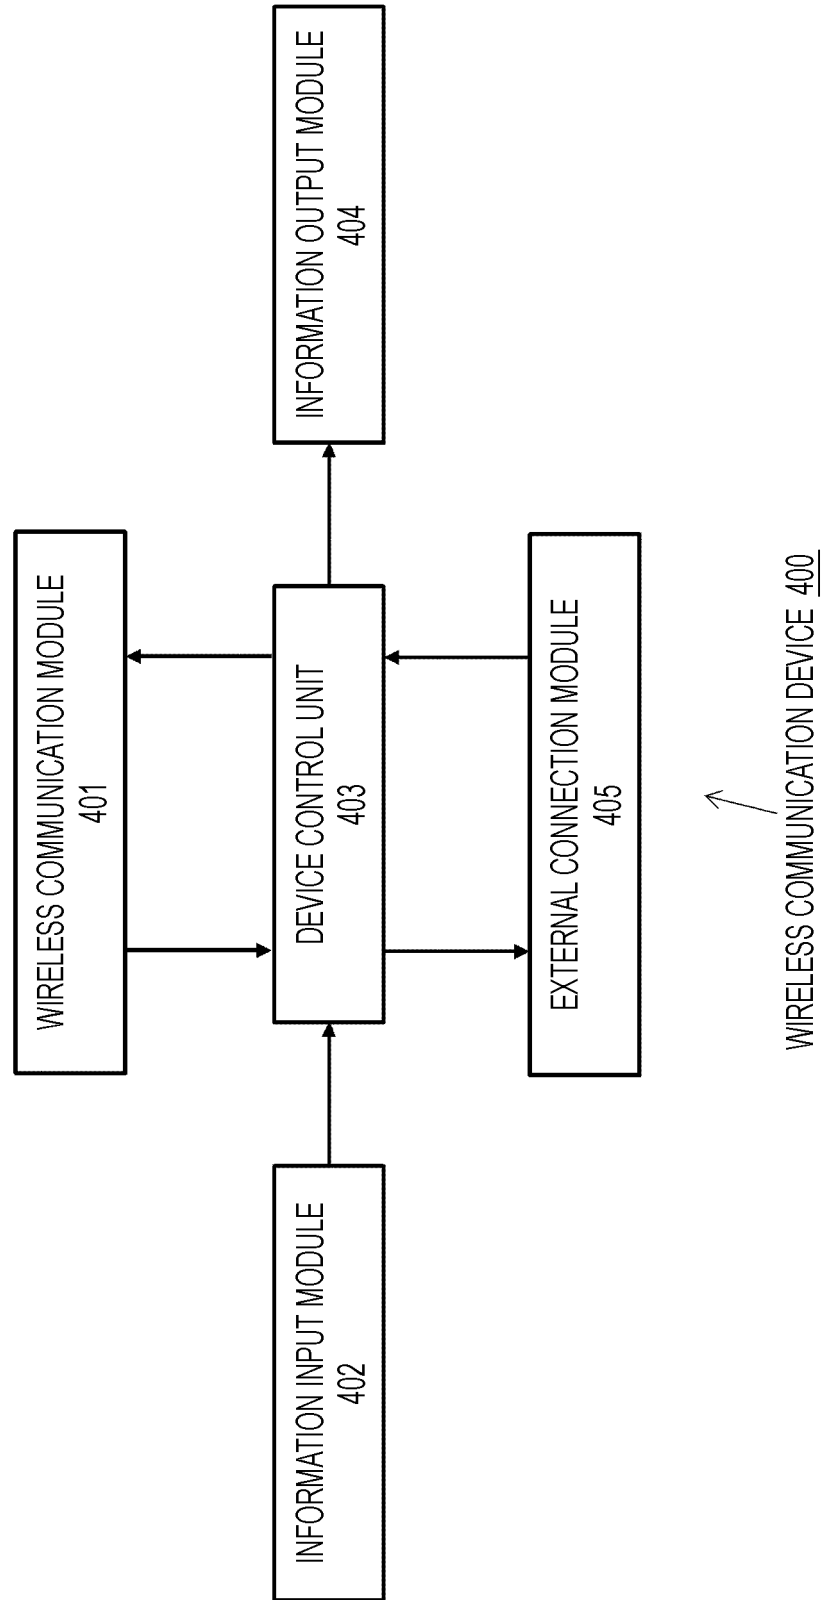 WIRELESS COMMUNICATION MODULE
401
INFORMATION INPUT MODULE
402
DEVICE CONTROL UNIT
403
INFORMATION OUTPUT MODULE
404
EXTERNAL CONNECTION MODULE
405
WIRELESS COMMUNICATION DEVICE 400